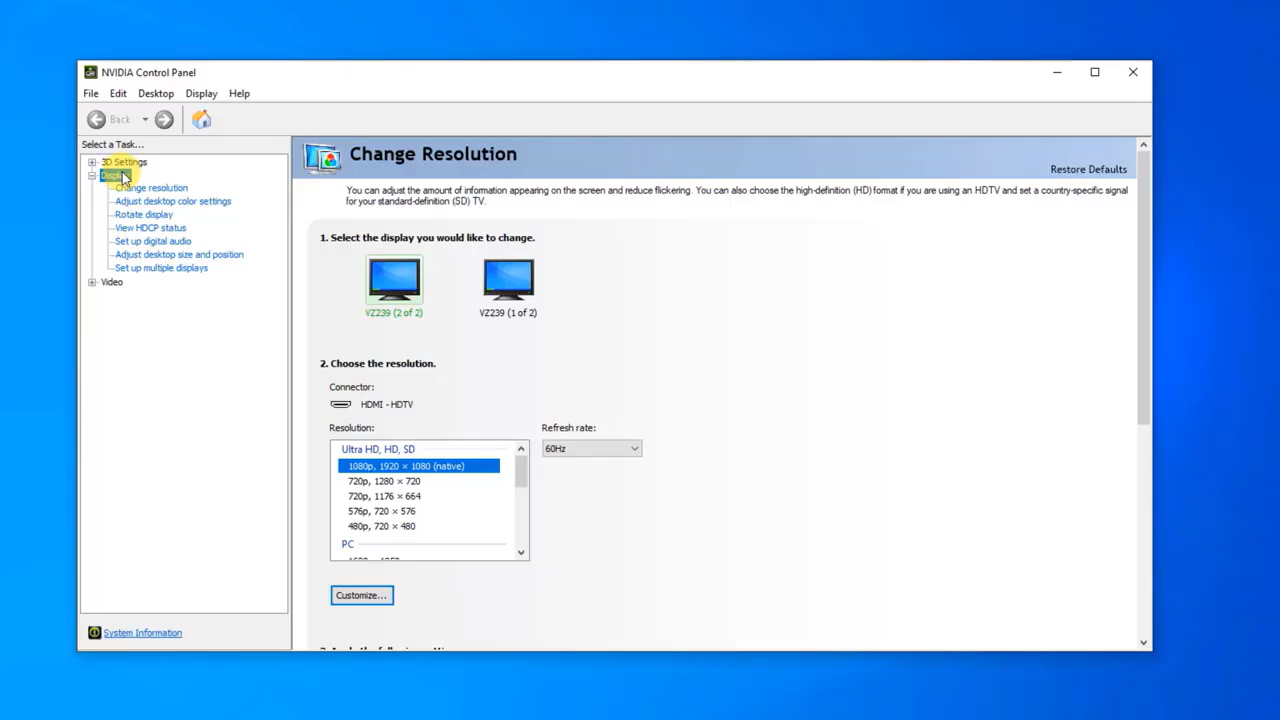 NVIDIA Control Panel
File Edit Desktop Display Help
Back
Select a Task...
3D Settings
Display
Change resolution
Adjust desktop color settings
Rotate display
View HDCP status
Set up digital audio
Adjust desktop size and position
Set up multiple displays
Video
System Information
Change Resolution
Restore Defaults
You can adjust the amount of information appearing on the screen and reduce flickering. You can also choose the high-definition (HD) format if you are using an HDTV and set a country-specific signal
for your standard-definition (SD) TV.
1. Select the display you would like to change.
VZ239 (2 of 2) VZ239 (1 of 2)
2. Choose the resolution.
Connector:
HDMI - HDTV
Resolution: Refresh rate:
Ultra HD, HD, SD 60Hz
1080p, 1920 × 1080 (native)
720p, 1280 × 720
720p, 1176 × 664
576p, 720 × 576
480p, 720 × 480
PC
Customize...